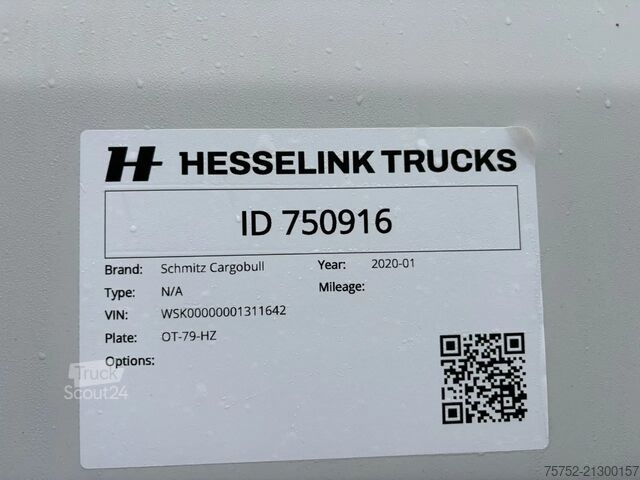 HESSELINK TRUCKS
ID 750916
Brand: Schmitz Cargobull Year: 2020-01
Type: N/A Mileage:
VIN: WSK00000001311642
Plate: OT-79-HZ
Options:
Truck
Scout24
75752-21300157